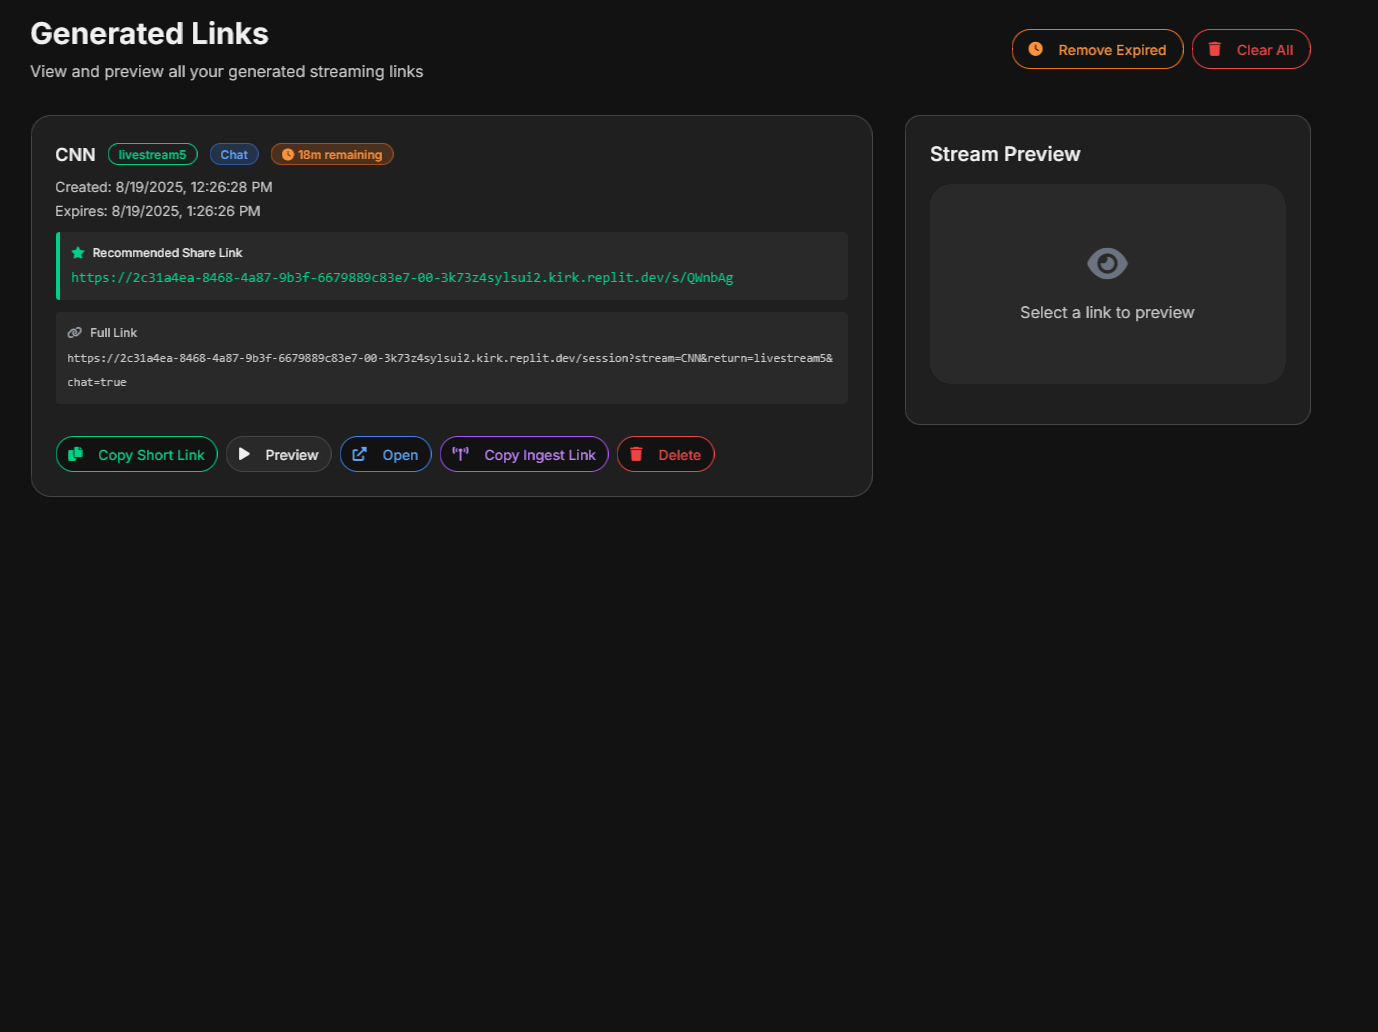 Generated Links
View and preview all your generated streaming links
Remove Expired
Clear All
CNN livestream5 Chat 18m remaining
Created: 8/19/2025, 12:26:28 PM
Expires: 8/19/2025, 1:26:26 PM
Recommended Share Link
https://2c31a4ea-8468-4a87-9b3f-6679889c83e7-00-3k73z4sylsui2.kirk.replit.dev/s/QWnbAg
Full Link
https://2c31a4ea-8468-4a87-9b3f-6679889c83e7-00-3k73z4sylsui2.kirk.replit.dev/session?stream=CNN&return=livestream5&
chat=true
Copy Short Link
Preview
Open
Copy Ingest Link
Delete
Stream Preview
Select a link to preview